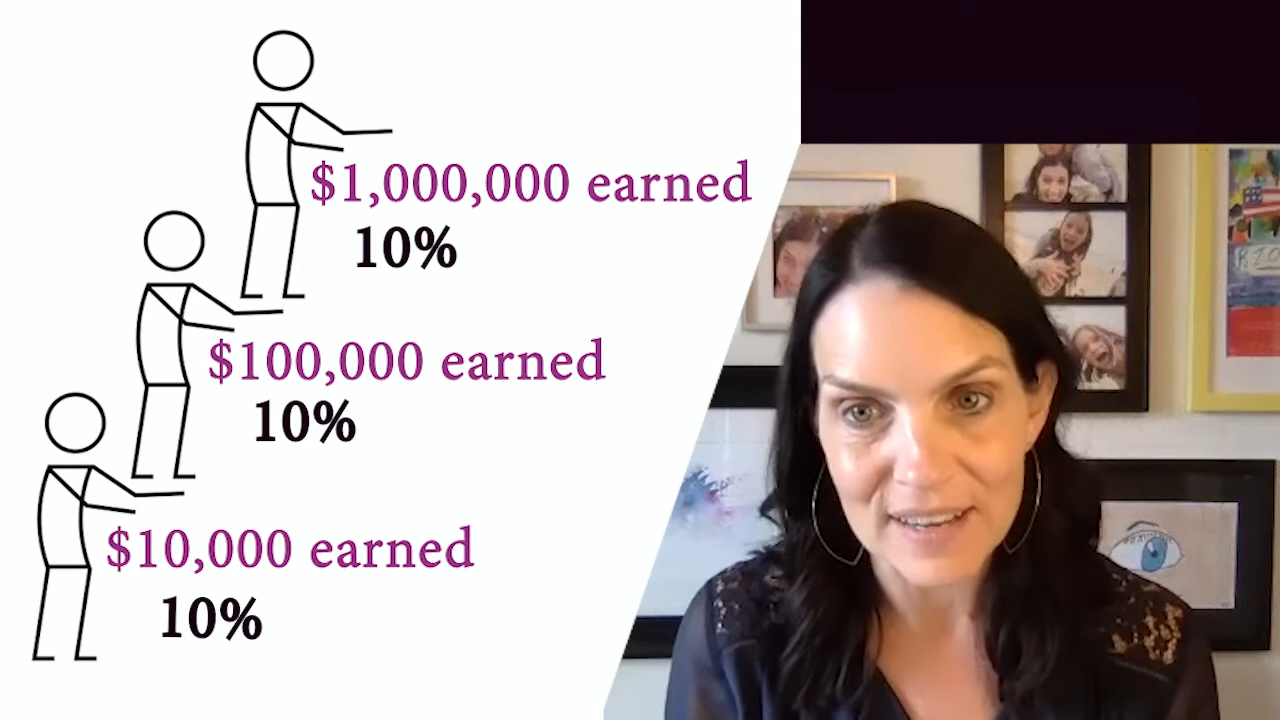 $1,000,000 earned
10%
$100,000 earned
10%
$10,000 earned
10%